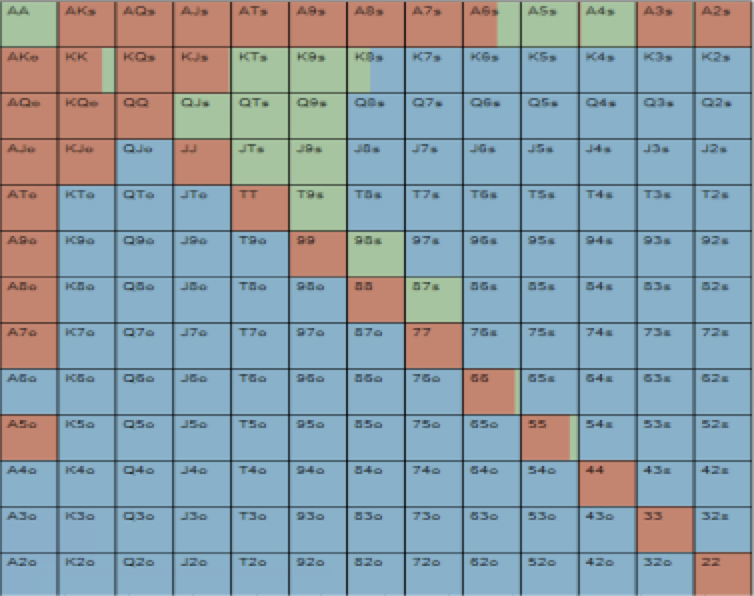 AA AKs AQs AJs ATs A9s A8s A7s A6s A5s A4s A3s A2s
AKo KK KQs KJs KTs K9s K8s K7s K6s K5s K4s K3s K2s
AQo KQo QQ QJs QTs Q9s Q8s Q7s Q6s Q5s Q4s Q3s Q2s
AJo KJo QJo JJ JTs J9s J8s J7s J6s J5s J4s J3s J2s
ATo KTo QTo JTo TT T9s T8s T7s T6s T5s T4s T3s T2s
A9o K9o Q9o J9o T9o 99 98s 97s 96s 95s 94s 93s 92s
A8o K8o Q8o J8o T8o 98o 88 87s 86s 85s 84s 83s 82s
A7o K7o Q7o J7o T7o 97o 87o 77 76s 75s 74s 73s 72s
A6o K6o Q6o J6o T6o 96o 86o 76o 66 65s 64s 63s 62s
A5o K5o Q5o J5o T5o 95o 85o 75o 65o 55 54s 53s 52s
A4o K4o Q4o J4o T4o 94o 84o 74o 64o 54o 44 43s 42s
A3o K3o Q3o J3o T3o 93o 83o 73o 63o 53o 43o 33 32s
A2o K2o Q2o J2o T2o 92o 82o 72o 62o 52o 42o 32o 22